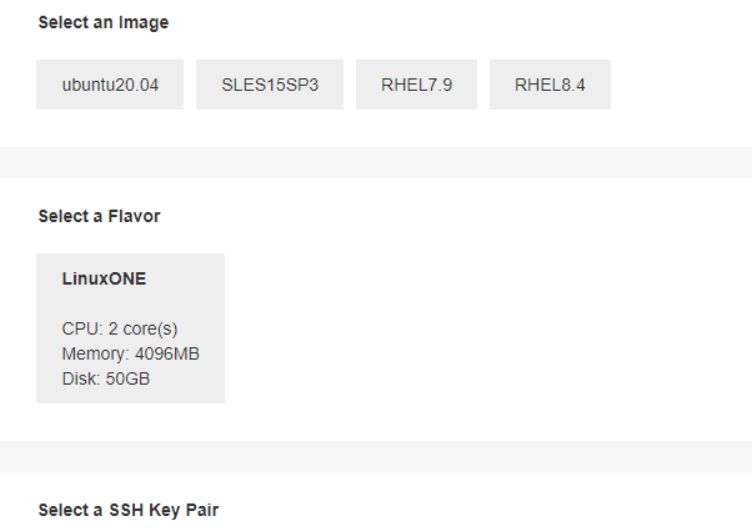 Select an Image
ubuntu20.04 SLES15SP3 RHEL7.9 RHEL8.4
Select a Flavor
LinuxONE
CPU: 2 core(s)
Memory: 4096MB
Disk: 50GB
Select a SSH Key Pair